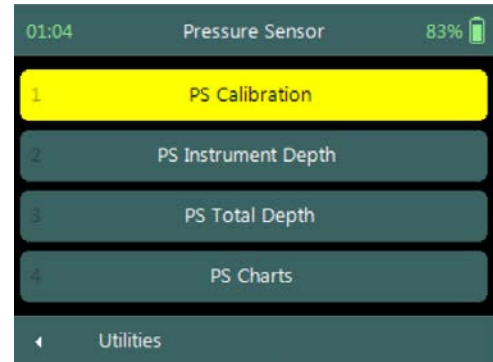 01:04 Pressure Sensor 83%
1 PS Calibration
2 PS Instrument Depth
3 PS Total Depth
4 PS Charts
Utilities